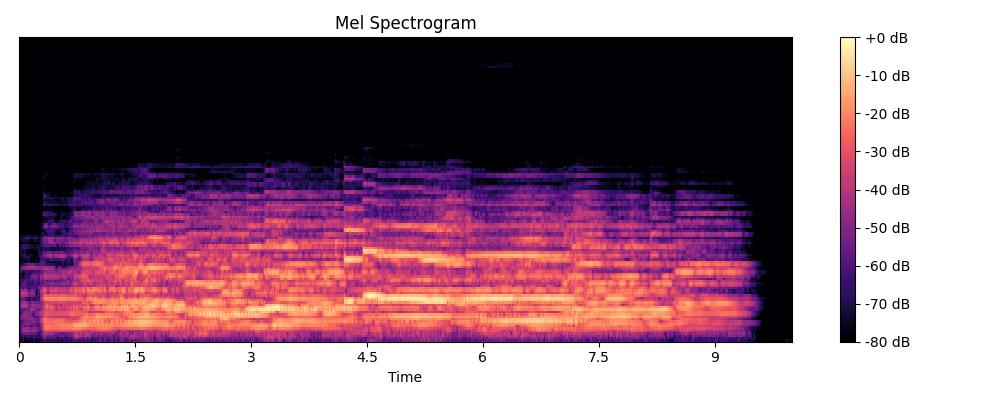 Mel Spectrogram
+0 dB
-10 dB
-20 dB
-30 dB
-40 dB
-50 dB
-60 dB
-70 dB
-80 dB
0 1.5 3 4.5 6 7.5 9
Time